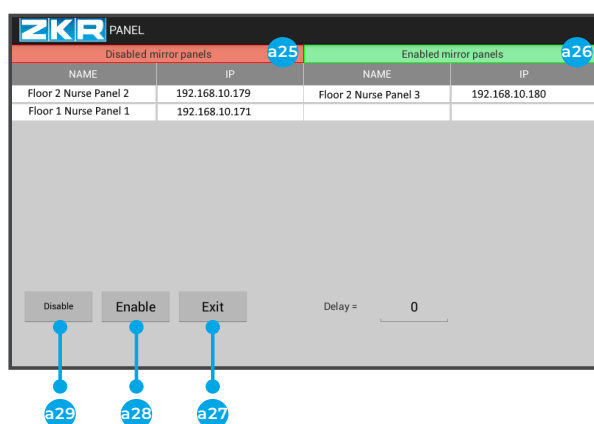 ZKR PANEL
Disabled mirror panels a25 Enabled mirror panels a26
NAME IP NAME IP
Floor 2 Nurse Panel 2 192.168.10.179 Floor 2 Nurse Panel 3 192.168.10.180
Floor 1 Nurse Panel 1 192.168.10.171
Disable Enable Exit Delay = 0
a29 a28 a27